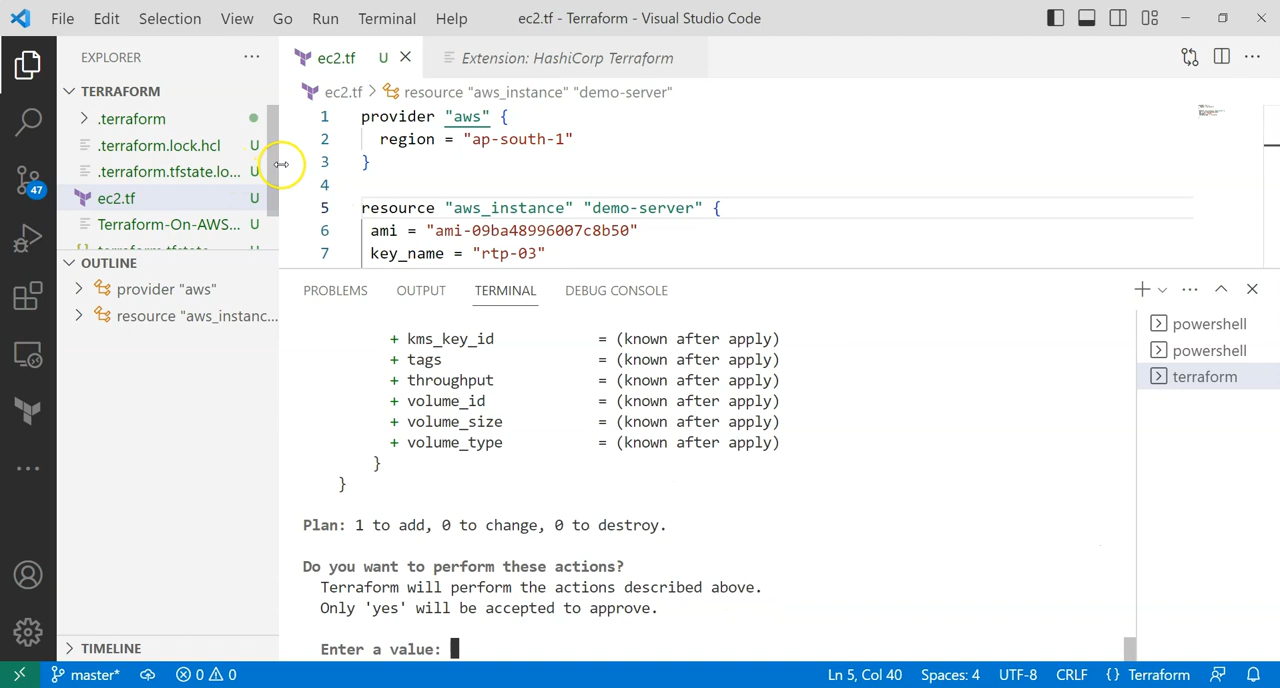 File Edit Selection View Go Run Terminal Help
ec2.tf - Terraform - Visual Studio Code
EXPLORER
TERRAFORM
.terraform
.terraform.lock.hcl U
.terraform.tfstate.lo... U
ec2.tf U
Terraform-On-AWS... U
OUTLINE
provider "aws"
resource "aws_instanc...
TIMELINE
47
ec2.tf U
Extension: HashiCorp Terraform
ec2.tf > resource "aws_instance" "demo-server"
1 provider "aws" {
2 region = "ap-south-1"
3 }
4
5 resource "aws_instance" "demo-server" {
6 ami = "ami-09ba48996007c8b50"
7 key_name = "rtp-03"
PROBLEMS OUTPUT TERMINAL DEBUG CONSOLE
+ kms_key_id = (known after apply)
+ tags = (known after apply)
+ throughput = (known after apply)
+ volume_id = (known after apply)
+ volume_size = (known after apply)
+ volume_type = (known after apply)
}
}
Plan: 1 to add, 0 to change, 0 to destroy.
Do you want to perform these actions?
Terraform will perform the actions described above.
Only 'yes' will be accepted to approve.
Enter a value:
powershell
powershell
terraform
master* 0 0 Ln 5, Col 40 Spaces: 4 UTF-8 CRLF {} Terraform